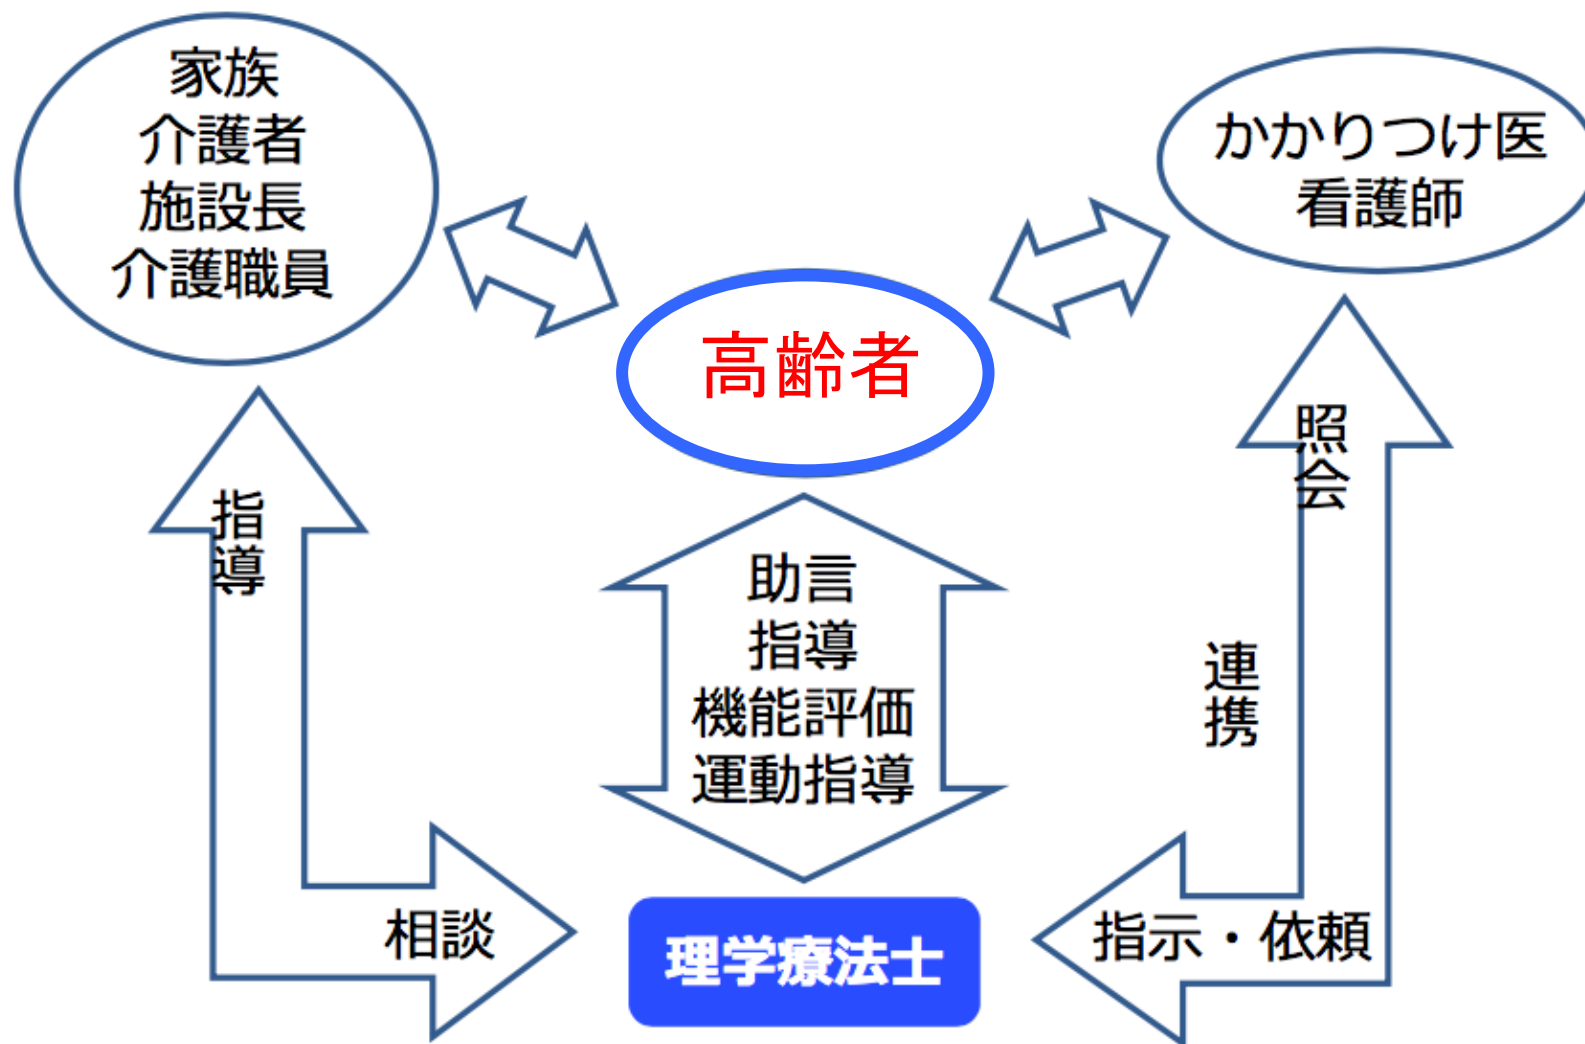 家族
介護者
施設長
介護職員
かかりつけ医
看護師
高齢者
指導
助言
指導
機能評価
運動指導
照会
連携
相談
理学療法士
指示・依頼